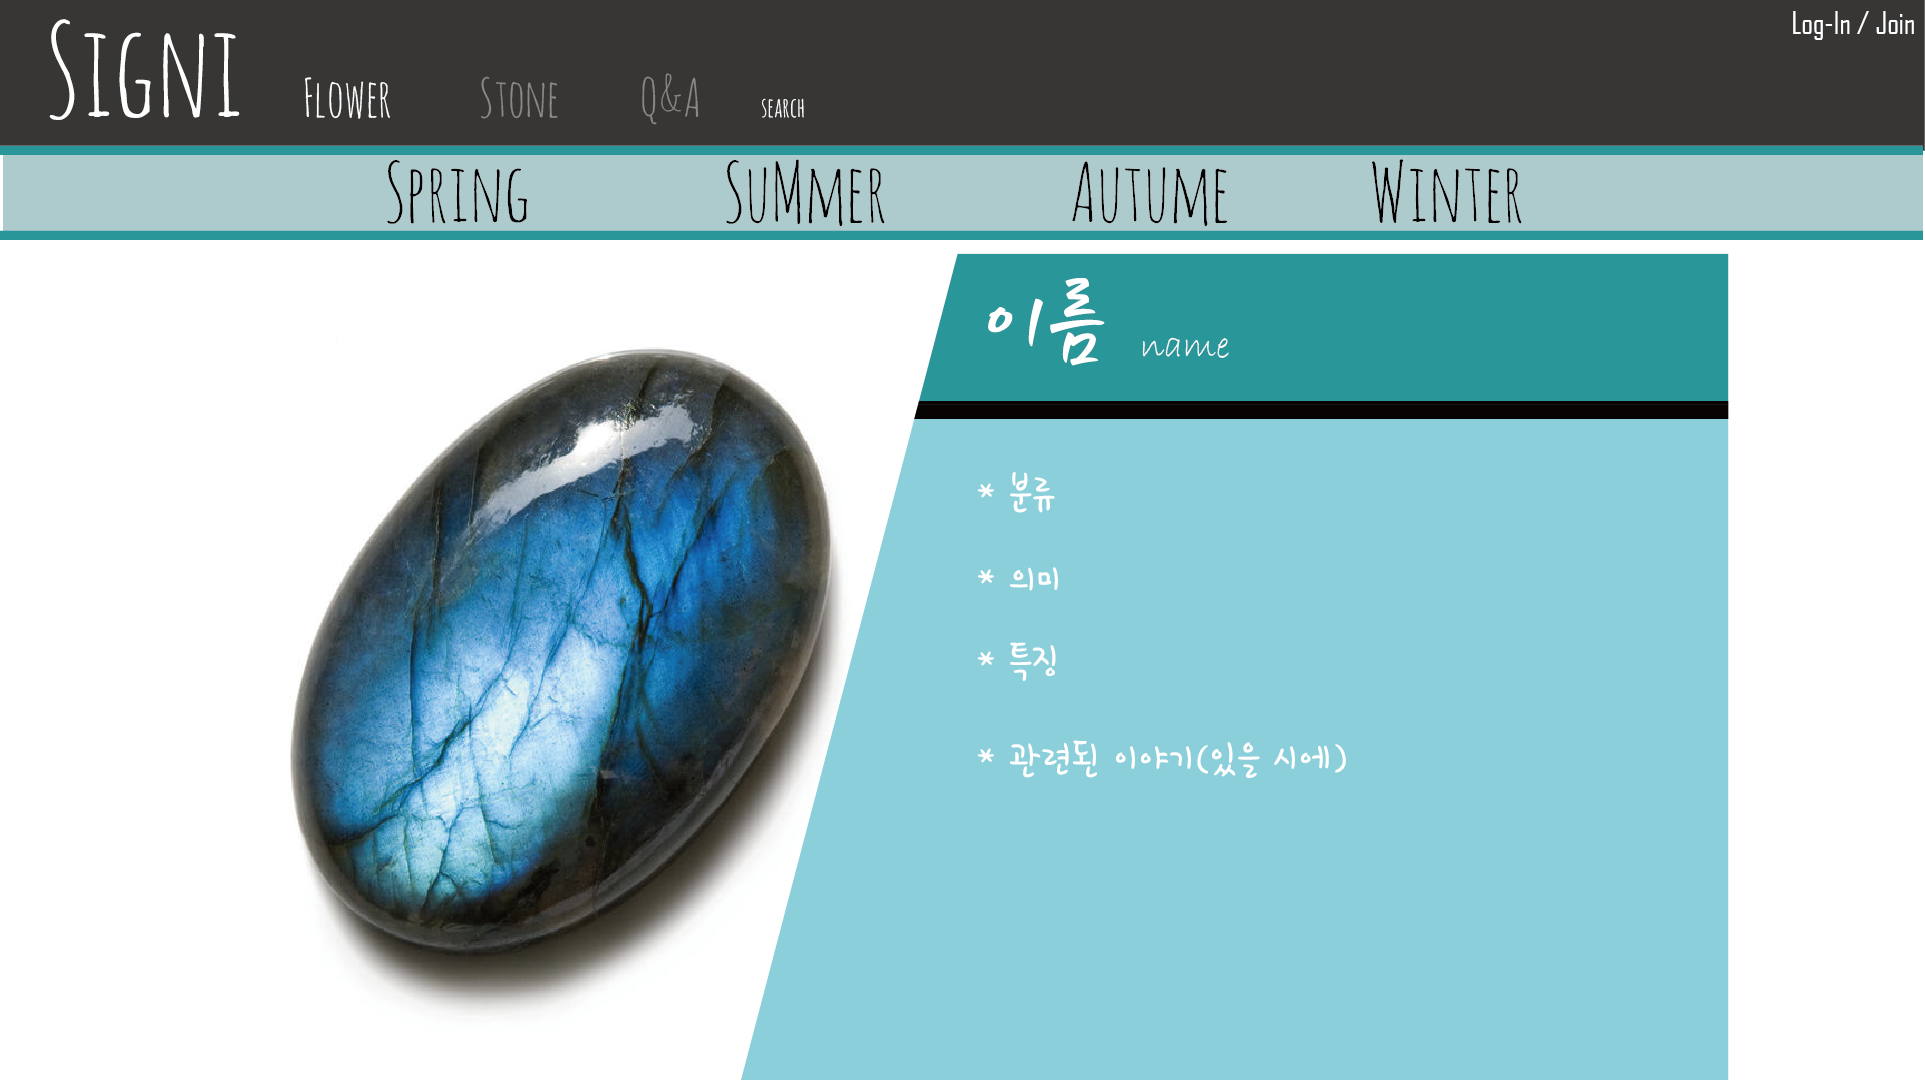 Log-In / Join
SIGNI
FLOWER STONE Q&A SEARCH
SPRING SUMMER AUTUME WINTER
이름 name
* 분류
* 의미
* 특징
* 관련된 이야기(있을 시에)